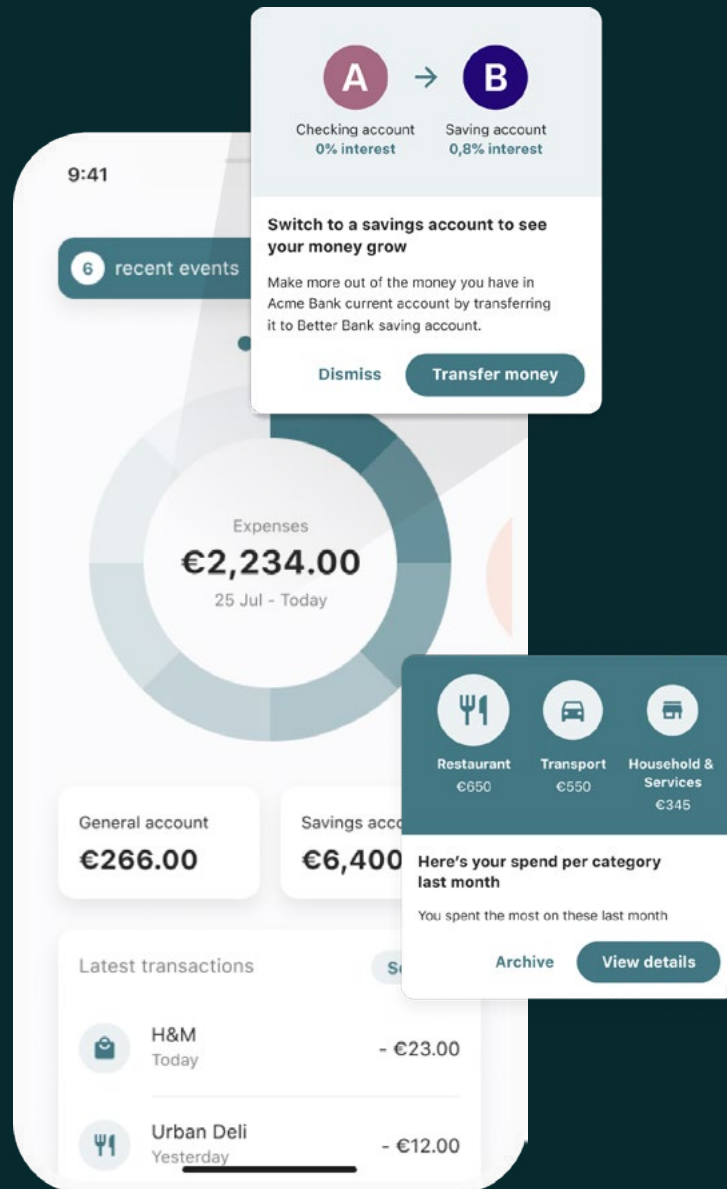 A
B
Checking account
0% interest
Saving account
0,8% interest
Switch to a savings account to see
your money grow
Make more out of the money you have in
Acme Bank current account by transferring
it to Better Bank saving account.
Dismiss
Transfer money
9:41
6 recent events
Expenses
€2,234.00
25 Jul - Today
General account
€266.00
Savings
€6,400
Restaurant
€650
Transport
€550
Household &
Services
€345
Here's your spend per category
last month
You spent the most on these last month
Archive
View details
Latest transactions
H&M
Today
- €23.00
Urban Deli
Yesterday
- €12.00